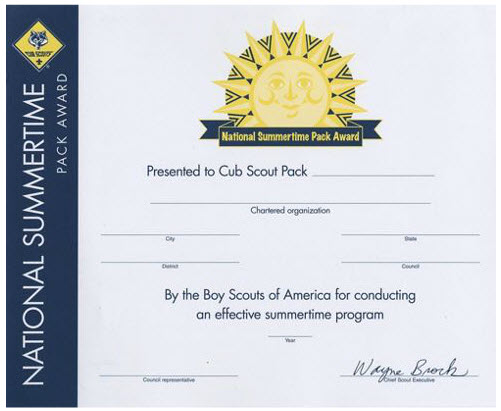 NATIONAL SUMMERTIME
PACK AWARD
National Summertime Pack Award
Presented to Cub Scout Pack
Chartered organization
City
State
District
Council
By the Boy Scouts of America for conducting
an effective summertime program
Year
Wayne Brock
Council representative
Chief Scout Executive